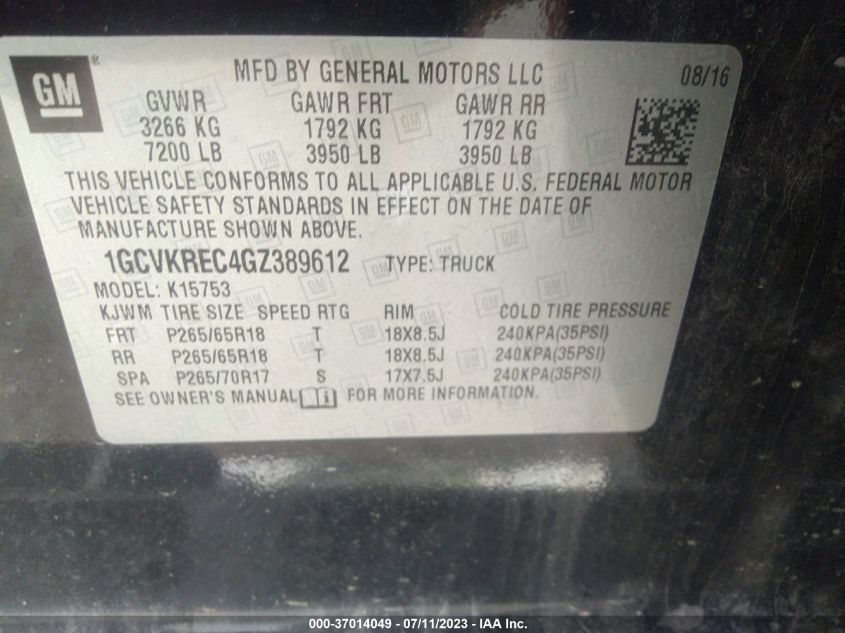 GM
MFD BY GENERAL MOTORS LLC 08/16
GVWR GAWR FRT GAWR RR
3266 KG 1792 KG 1792 KG
7200 LB 3950 LB 3950 LB
THIS VEHICLE CONFORMS TO ALL APPLICABLE U.S. FEDERAL MOTOR
VEHICLE SAFETY STANDARDS IN EFFECT ON THE DATE OF
MANUFACTURE SHOWN ABOVE.
1GCVKREC4GZ389612 TYPE: TRUCK
MODEL: K15753
KJWM TIRE SIZE SPEED RTG RIM COLD TIRE PRESSURE
FRT P265/65R18 T 18X8.5J 240KPA(35PSI)
RR P265/65R18 T 18X8.5J 240KPA(35PSI)
SPA P265/70R17 S 17X7.5J 240KPA(35PSI)
SEE OWNER'S MANUAL FOR MORE INFORMATION.
000-37014049 - 07/11/2023 - IAA Inc.